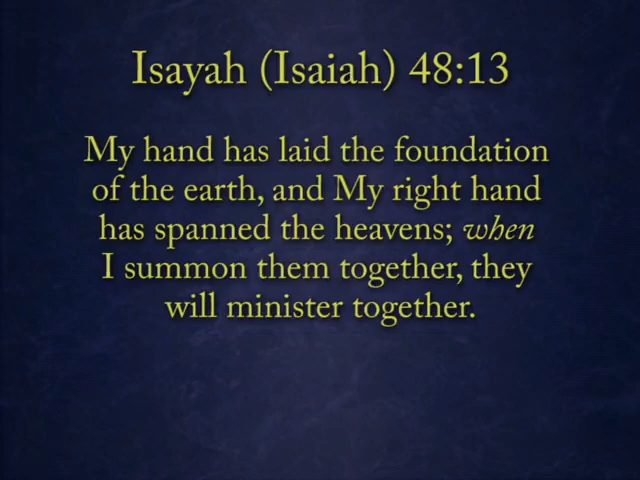 Isayah (Isaiah) 48:13
My hand has laid the foundation
of the earth, and My right hand
has spanned the heavens; when
I summon them together, they
will minister together.